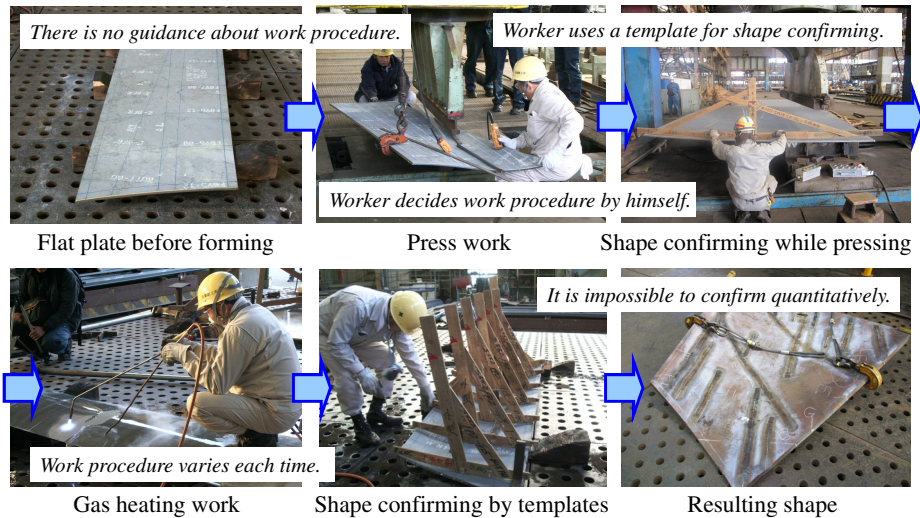 There is no guidance about work procedure.
Worker uses a template for shape confirming.
Worker decides work procedure by himself.
Flat plate before forming
Press work
Shape confirming while pressing
It is impossible to confirm quantitatively.
Work procedure varies each time.
Gas heating work
Shape confirming by templates
Resulting shape